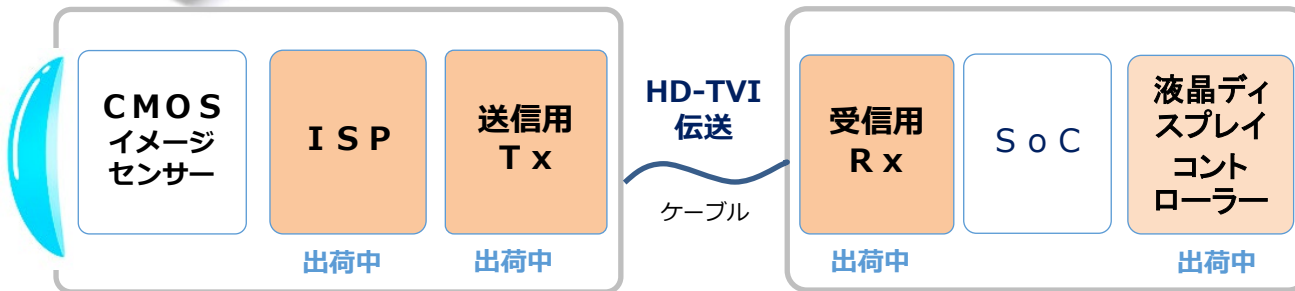 ＣＭＯＳ
イメージ
センサー
ＩＳＰ
送信用
Ｔｘ
HD-TVI
伝送
ケーブル
受信用
Ｒｘ
ＳｏＣ
液晶ディ
スプレイ
コント
ローラー
出荷中
出荷中
出荷中
出荷中